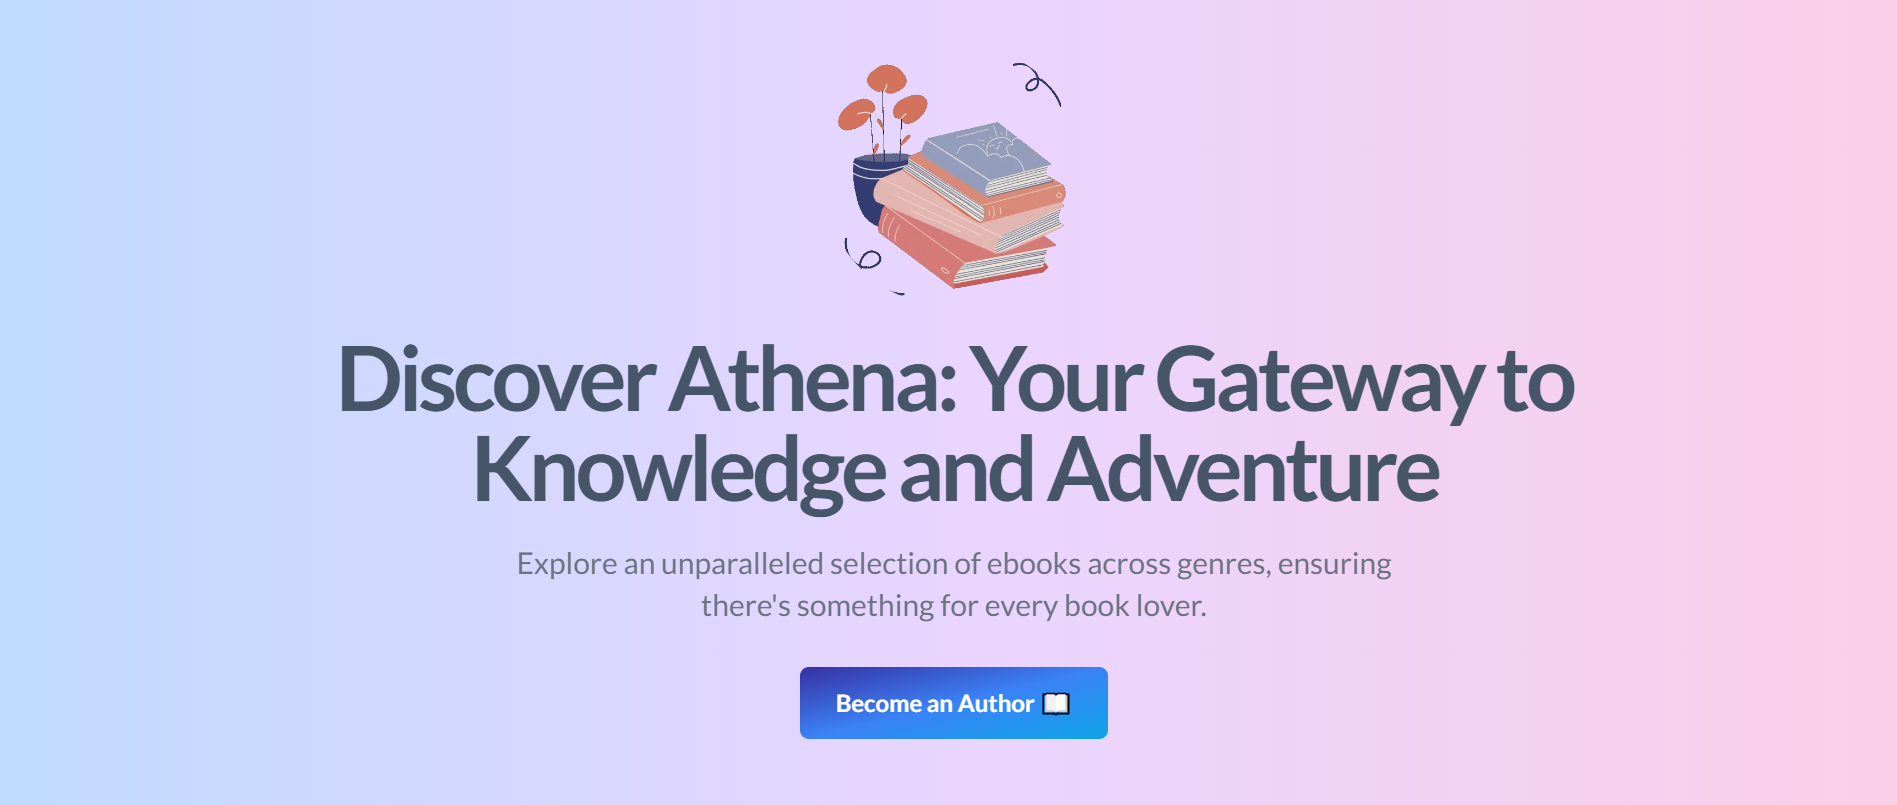 Discover Athena: Your Gateway to
Knowledge and Adventure
Explore an unparalleled selection of ebooks across genres, ensuring
there's something for every book lover.
Become an Author 📖